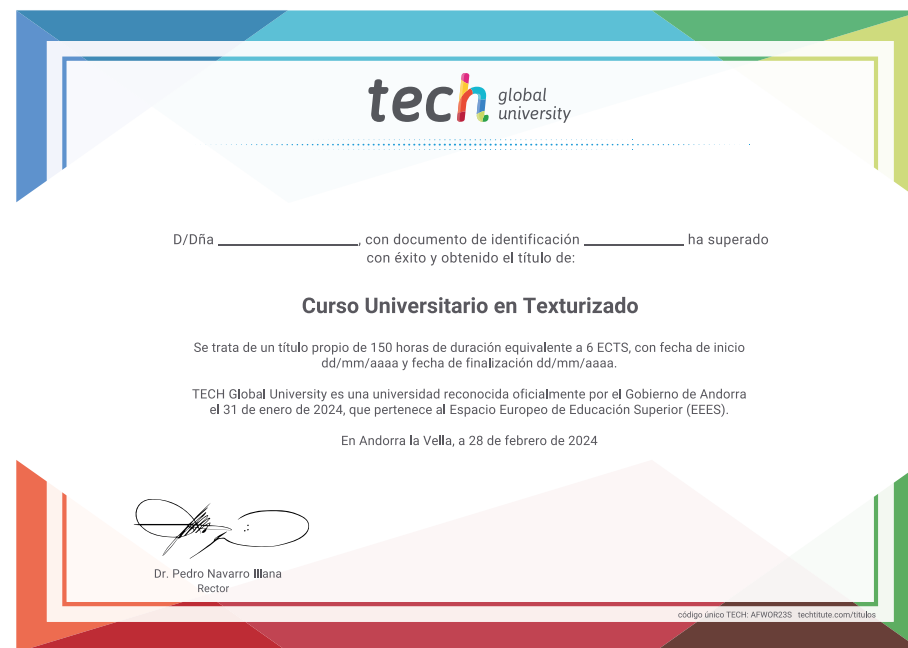 tech global university
D/Dña ______________, con documento de identificación __________ ha superado
con éxito y obtenido el título de:
Curso Universitario en Texturizado
Se trata de un título propio de 150 horas de duración equivalente a 6 ECTS, con fecha de inicio
dd/mm/aaaa y fecha de finalización dd/mm/aaaa.
TECH Global University es una universidad reconocida oficialmente por el Gobierno de Andorra
el 31 de enero de 2024, que pertenece al Espacio Europeo de Educación Superior (EEES).
En Andorra la Vella, a 28 de febrero de 2024
Dr. Pedro Navarro Illana
Rector
código único TECH: AFWOR23S techtitute.com/titulos